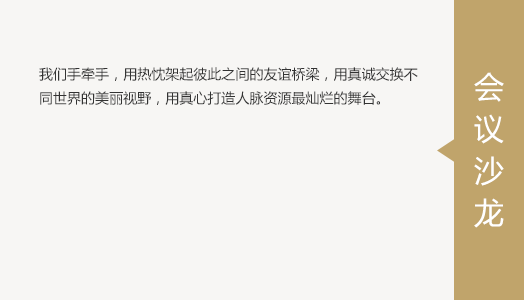 我们手牵手，用热忱架起彼此之间的友谊桥梁，用真诚交换不
同世界的美丽视野，用真心打造人脉资源最灿烂的舞台。
会议沙龙